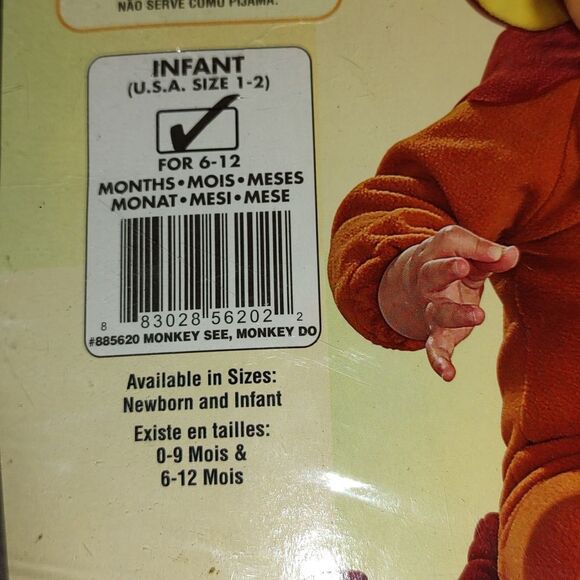 NÃO SERVE COMO PIJAMA.
INFANT
(U.S.A. SIZE 1-2)
FOR 6-12
MONTHS•MOIS•MESES
MONAT•MESI•MESE
8 83028 56202 2
#885620 MONKEY SEE, MONKEY DO
Available in Sizes:
Newborn and Infant
Existe en tailles:
0-9 Mois &
6-12 Mois